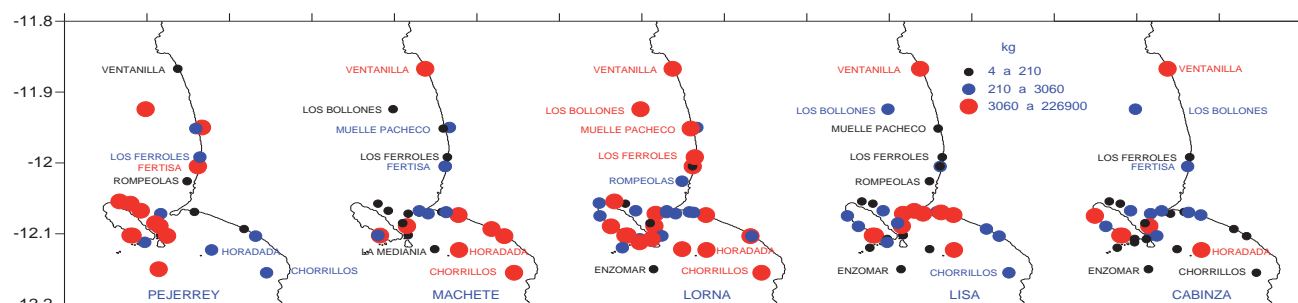 -11.8
kg
4 a 210
210 a 3060
3060 a 226900
VENTANILLA
VENTANILLA
VENTANILLA
VENTANILLA
VENTANILLA
-11.9
LOS BOLLONES
LOS BOLLONES
LOS BOLLONES
LOS BOLLONES
MUELLE PACHECO
MUELLE PACHECO
MUELLE PACHECO
-12
LOS FERROLES
LOS FERROLES
LOS FERROLES
LOS FERROLES
LOS FERROLES
FERTISA
FERTISA
FERTISA
ROMPEOLAS
ROMPEOLAS
ROMPEOLAS
-12.1
HORADADA
LA MEDIANIA
HORADADA
HORADADA
HORADADA
HORADADA
CHORRILLOS
CHORRILLOS
ENZOMAR
CHORRILLOS
ENZOMAR
CHORRILLOS
ENZOMAR
CHORRILLOS
PEJERREY
MACHETE
LORNA
LISA
CABINZA